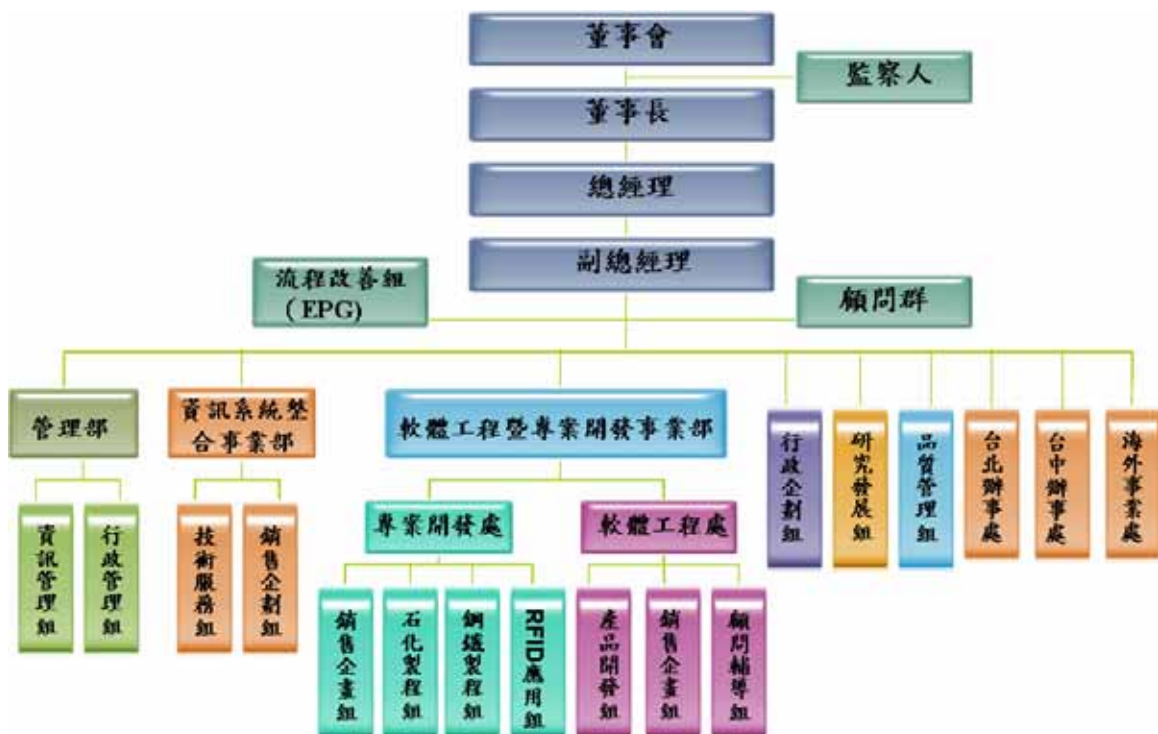 董事會
監察人
董事長
總經理
副總經理
流程改善組
(EPG)
顧問群
管理部
資訊系統整
合事業部
軟體工程暨專案開發事業部
行政企劃組
研究發展組
品質管理組
台北辦事處
台中辦事處
海外事業處
專案開發處
軟體工程處
資訊管理組
行政管理組
技術服務組
銷售企劃組
銷售企畫組
石化製程組
鋼鐵製程組
RFID應用組
產品開發組
銷售企畫組
顧問輔導組